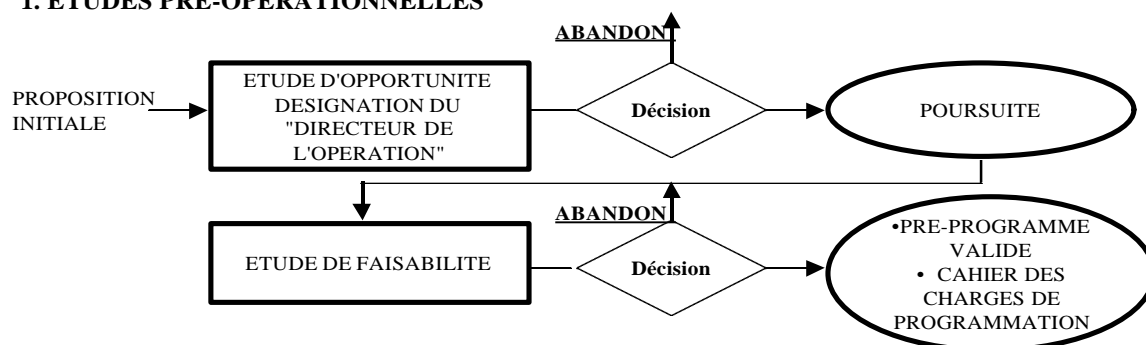 1. ETUDES PRE-OPERATIONNELLES
ABANDON
PROPOSITION
INITIALE
ETUDE D'OPPORTUNITE
DESIGNATION DU
"DIRECTEUR DE
L'OPERATION"
Décision
POURSUITE
ABANDON
ETUDE DE FAISABILITE
Décision
•PRE-PROGRAMME
VALIDE
• CAHIER DES
CHARGES DE
PROGRAMMATION